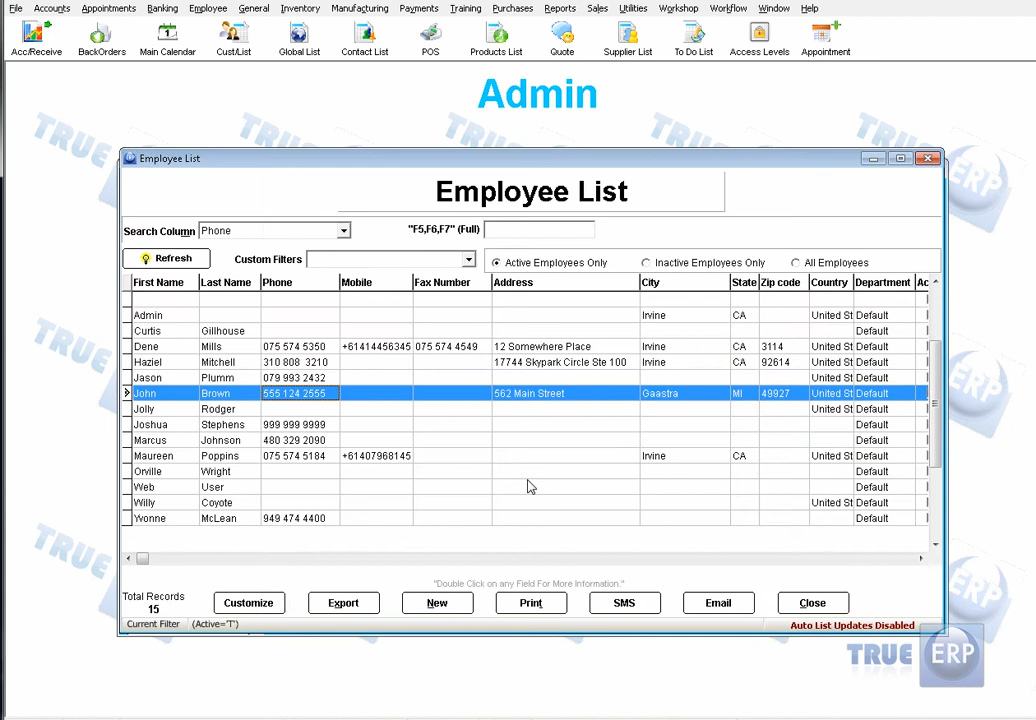 File Accounts Appointments Banking Employee General Inventory Manufacturing Payments Training Purchases Reports Sales Utilities Workshop Workflow Window Help
Acc/Receive BackOrders Main Calendar Cust/List Global List Contact List POS Products List Quote Supplier List To Do List Access Levels Appointment
Admin
TRUE ERP
Employee List
Employee List
Search Column Phone "F5,F6,F7" (Full)
Refresh Custom Filters Active Employees Only Inactive Employees Only All Employees
First Name Last Name Phone Mobile Fax Number Address City State Zip code Country Department Ac
Admin Irvine CA United St Default
Curtis Gillhouse Default
Dene Mills 075 574 5350 +61414456345 075 574 4549 12 Somewhere Place Irvine CA 3114 United St Default
Haziel Mitchell 310 808 3210 17744 Skypark Circle Ste 100 Irvine CA 92614 United St Default
Jason Plumm 079 993 2432 United St Default
John Brown 555 124 2555 562 Main Street Gaastra MI 49927 United St Default
Jolly Rodger United St Default
Joshua Stephens 999 999 9999 Default
Marcus Johnson 480 329 2090 Default
Maureen Poppins 075 574 5184 +61407968145 Irvine CA United St Default
Orville Wright Default
Web User Default
Willy Coyote United St Default
Yvonne McLean 949 474 4400 Default
"Double Click on any Field For More Information."
Total Records
15
Customize Export New Print SMS Email Close
Current Filter (Active='T') Auto List Updates Disabled
TRUE ERP